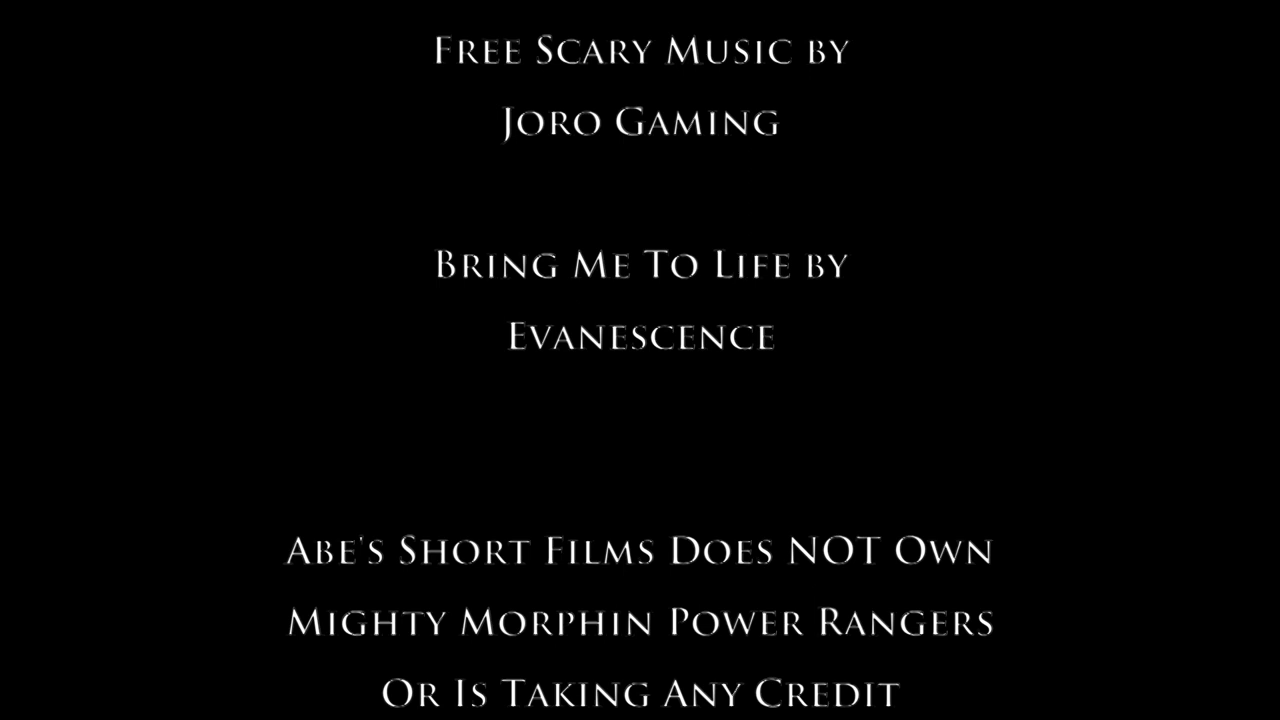 Free Scary Music by
Joro Gaming
Bring Me To Life by
Evanescence
Abe's Short Films Does NOT Own
Mighty Morphin Power Rangers
Or Is Taking Any Credit